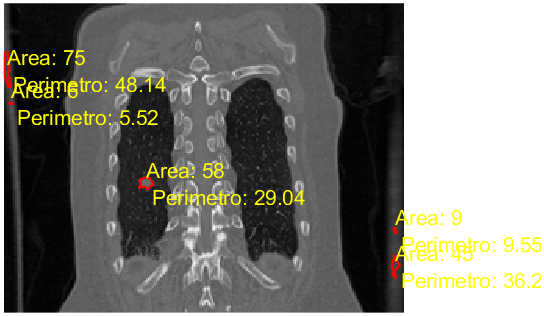 Area: 75
Perimetro: 48.14
Area: 6
Perimetro: 5.52
Area: 58
Perimetro: 29.04
Area: 9
Perimetro: 9.55
Area: 45
Perimetro: 36.2